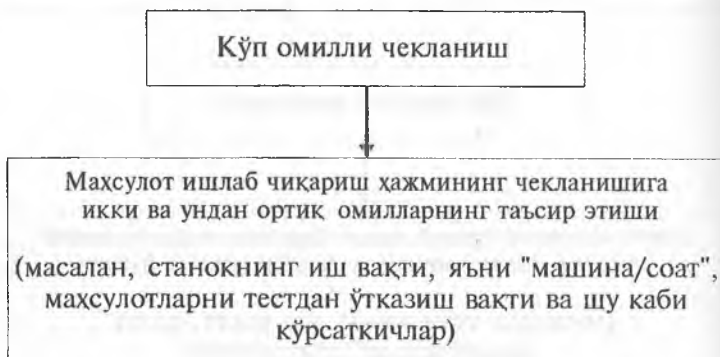 Кўп омилли чекланиш
Маҳсулот ишлаб чиқариш ҳажмининг чекланишига
икки ва ундан ортиқ омилларнинг таъсир этиши
(масалан, станокнинг иш вақти, яъни "машина/соат",
маҳсулотларни тестдан ўтказиш вақти ва шу каби
кўрсаткичлар)